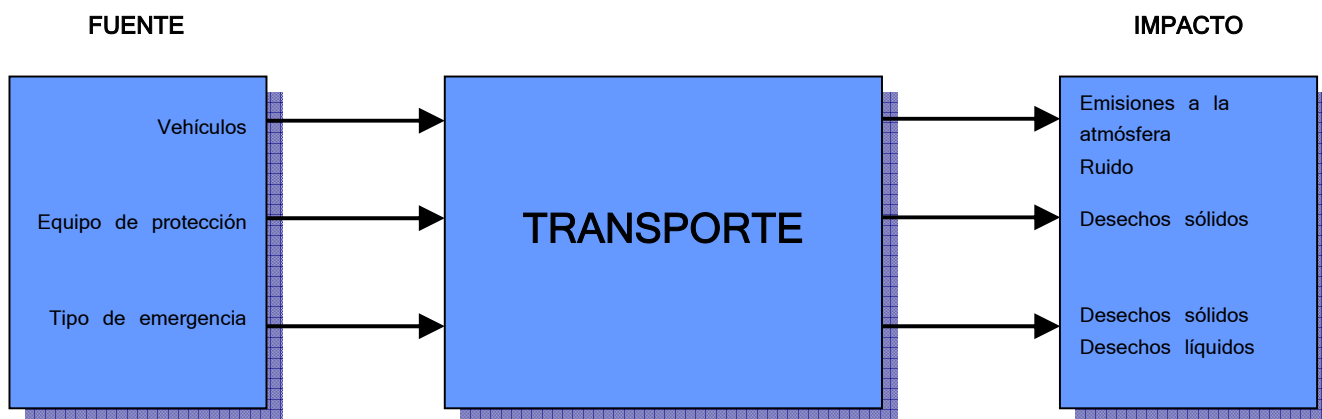 FUENTE
IMPACTO
Vehículos
Equipo de protección
Tipo de emergencia
TRANSPORTE
Emisiones a la
atmósfera
Ruido
Desechos sólidos
Desechos sólidos
Desechos líquidos